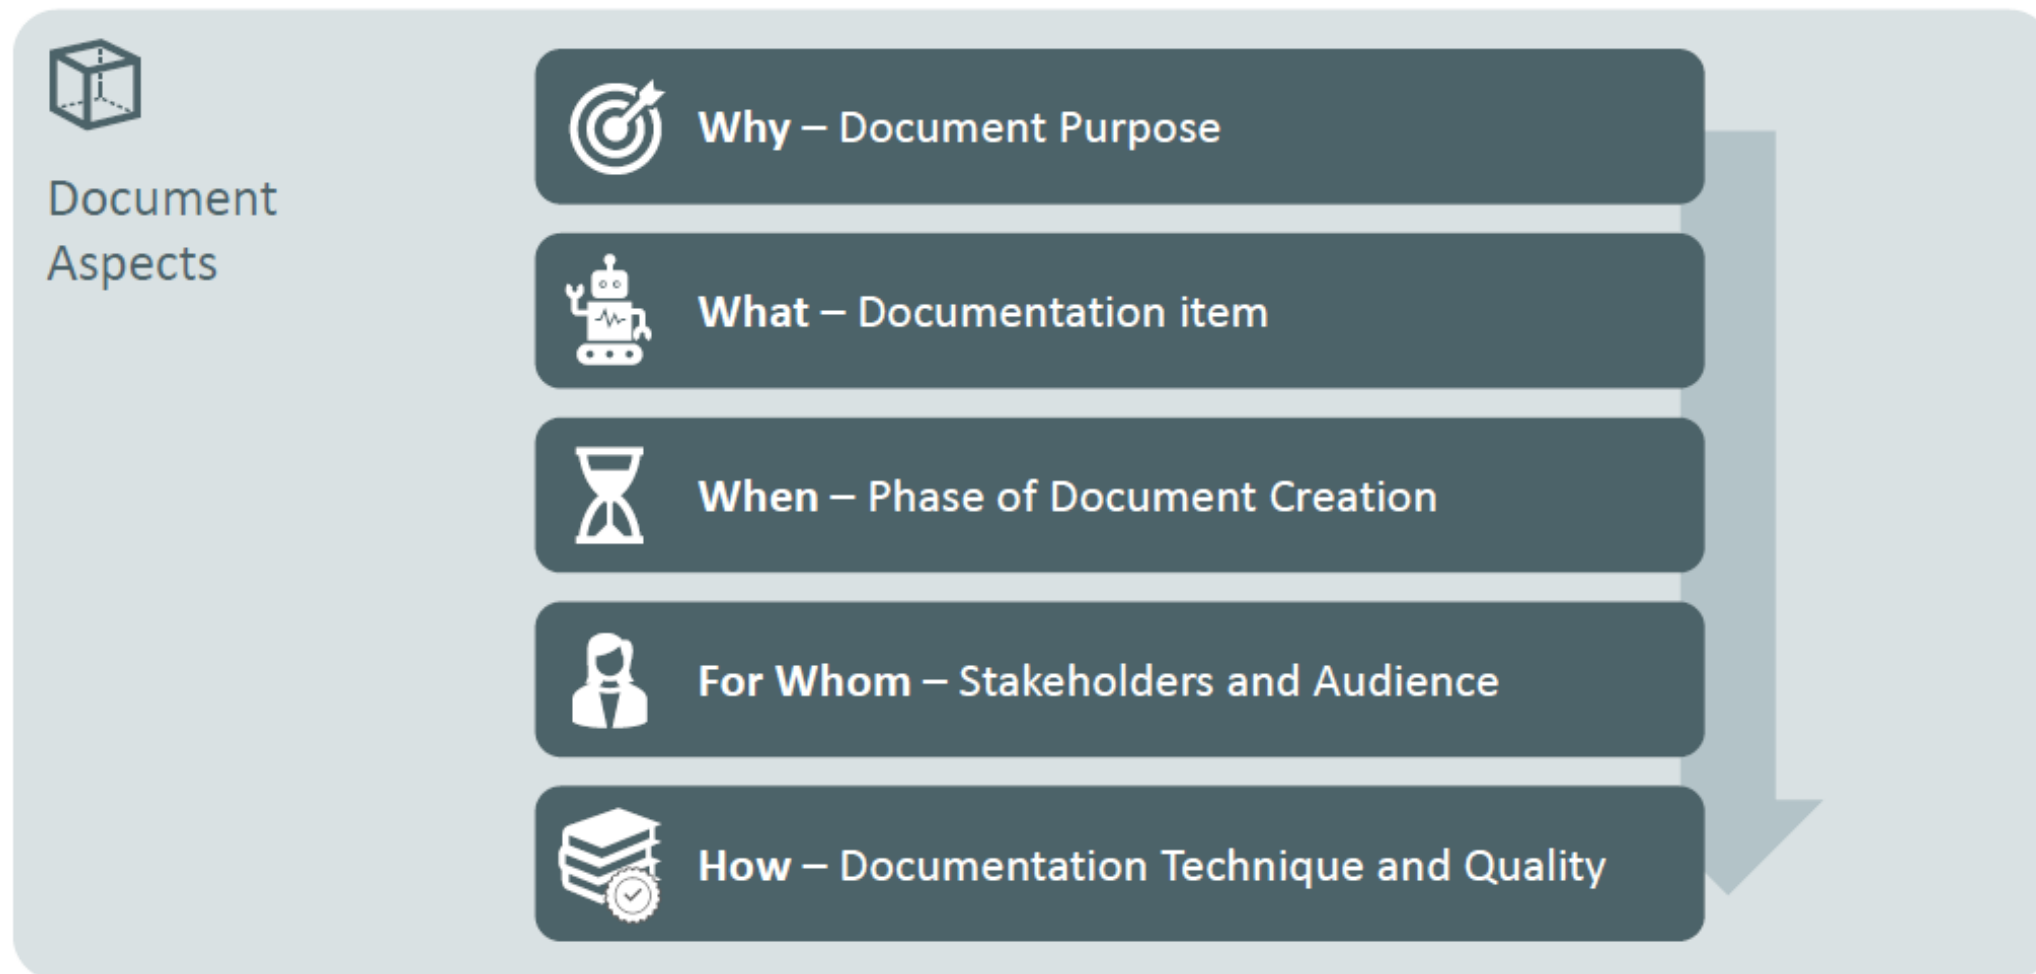 Document
Aspects
Why – Document Purpose
What – Documentation item
When – Phase of Document Creation
For Whom – Stakeholders and Audience
How – Documentation Technique and Quality